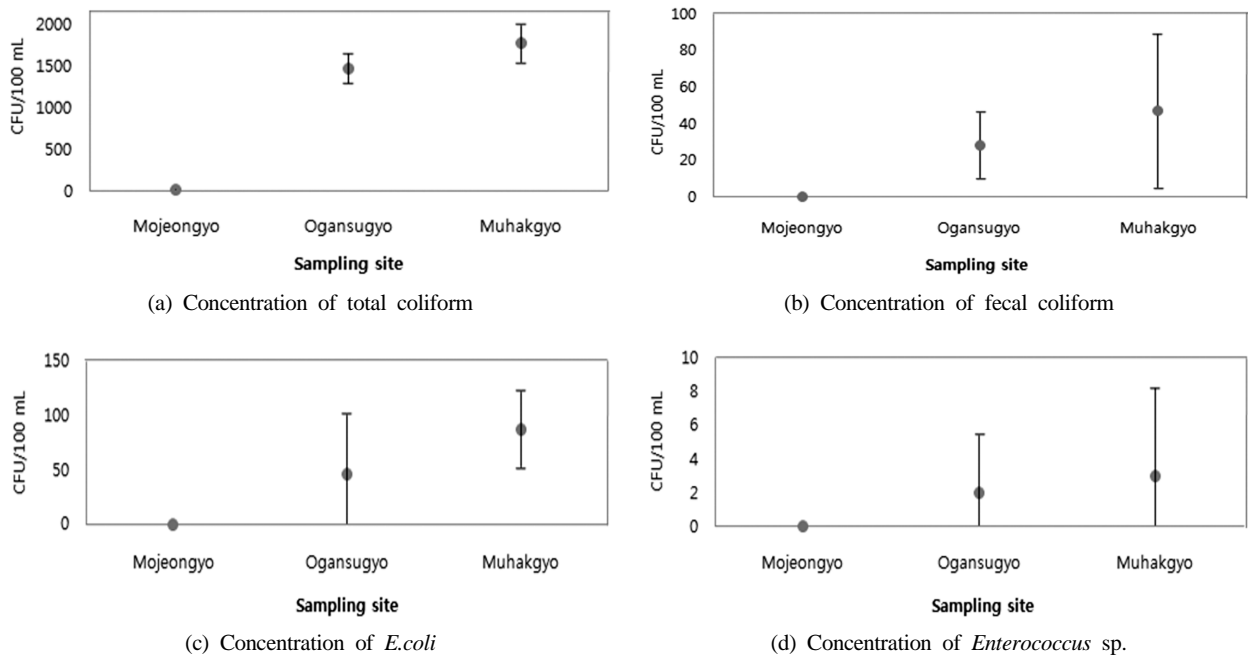 2000
1500
1000
500
0
CFU/100 mL
Mojeongyo Ogansugyo Muhakgyo
Sampling site
(a) Concentration of total coliform
100
80
60
40
20
0
CFU/100 mL
Mojeongyo Ogansugyo Muhakgyo
Sampling site
(b) Concentration of fecal coliform
150
100
50
0
CFU/100 mL
Mojeongyo Ogansugyo Muhakgyo
Sampling site
(c) Concentration of E.coli
10
8
6
4
2
0
CFU/100 mL
Mojeongyo Ogansugyo Muhakgyo
Sampling site
(d) Concentration of Enterococcus sp.